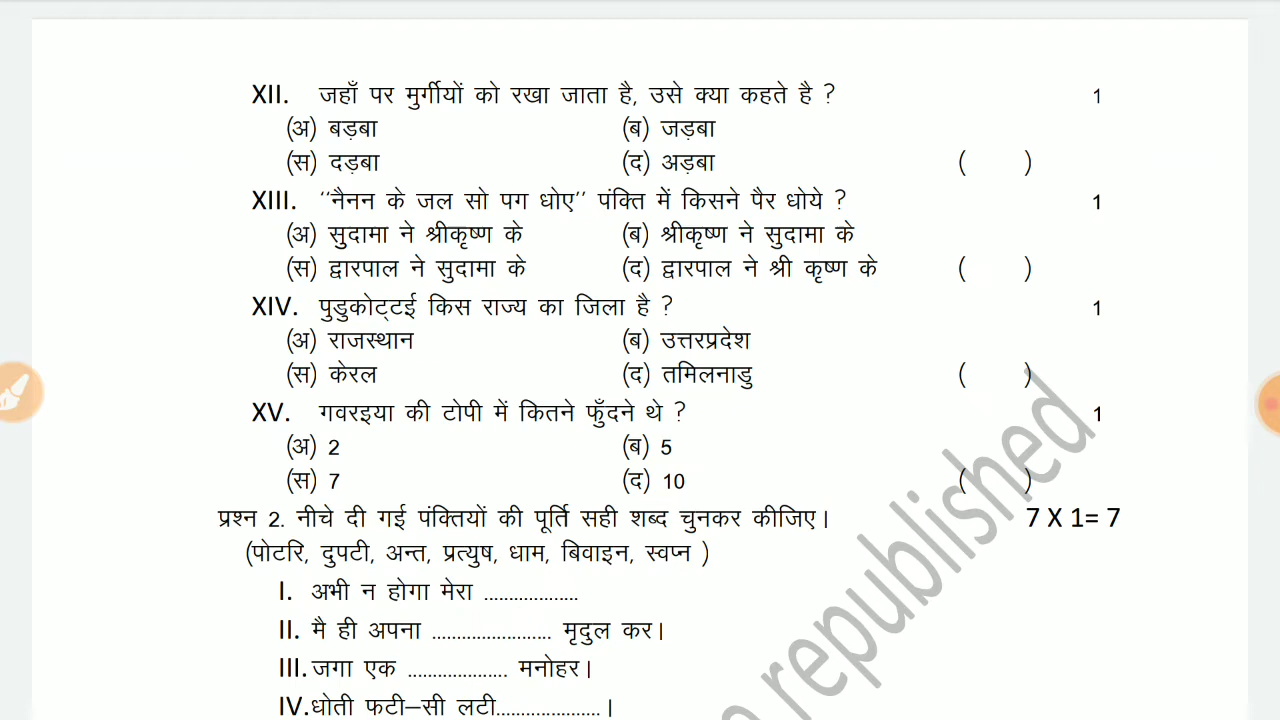 XII. जहाँ पर मुर्गीयों को रखा जाता है, उसे क्या कहते है ? 1
(अ) बड़बा (ब) जड़बा
(स) दड़बा (द) अड़बा ( )
XIII. ‘‘नैनन के जल सो पग धोए’’ पंक्ति में किसने पैर धोये ? 1
(अ) सुदामा ने श्रीकृष्ण के (ब) श्रीकृष्ण ने सुदामा के
(स) द्वारपाल ने सुदामा के (द) द्वारपाल ने श्री कृष्ण के ( )
XIV. पुडुकोट्टई किस राज्य का जिला है ? 1
(अ) राजस्थान (ब) उत्तरप्रदेश
(स) केरल (द) तमिलनाडु ( )
XV. गवरइया की टोपी में कितने फुँदने थे ? 1
(अ) 2 (ब) 5
(स) 7 (द) 10 ( )
प्रश्न 2. नीचे दी गई पंक्तियों की पूर्ति सही शब्द चुनकर कीजिए। 7 X 1= 7
(पोटरि, दुपटी, अन्त, प्रत्युष, धाम, बिवाइन, स्वप्न )
I. अभी न होगा मेरा ...................
II. मै ही अपना ........................ मृदुल कर।
III. जगा एक .................... मनोहर।
IV. धोती फटी–सी लटी.....................।
republished